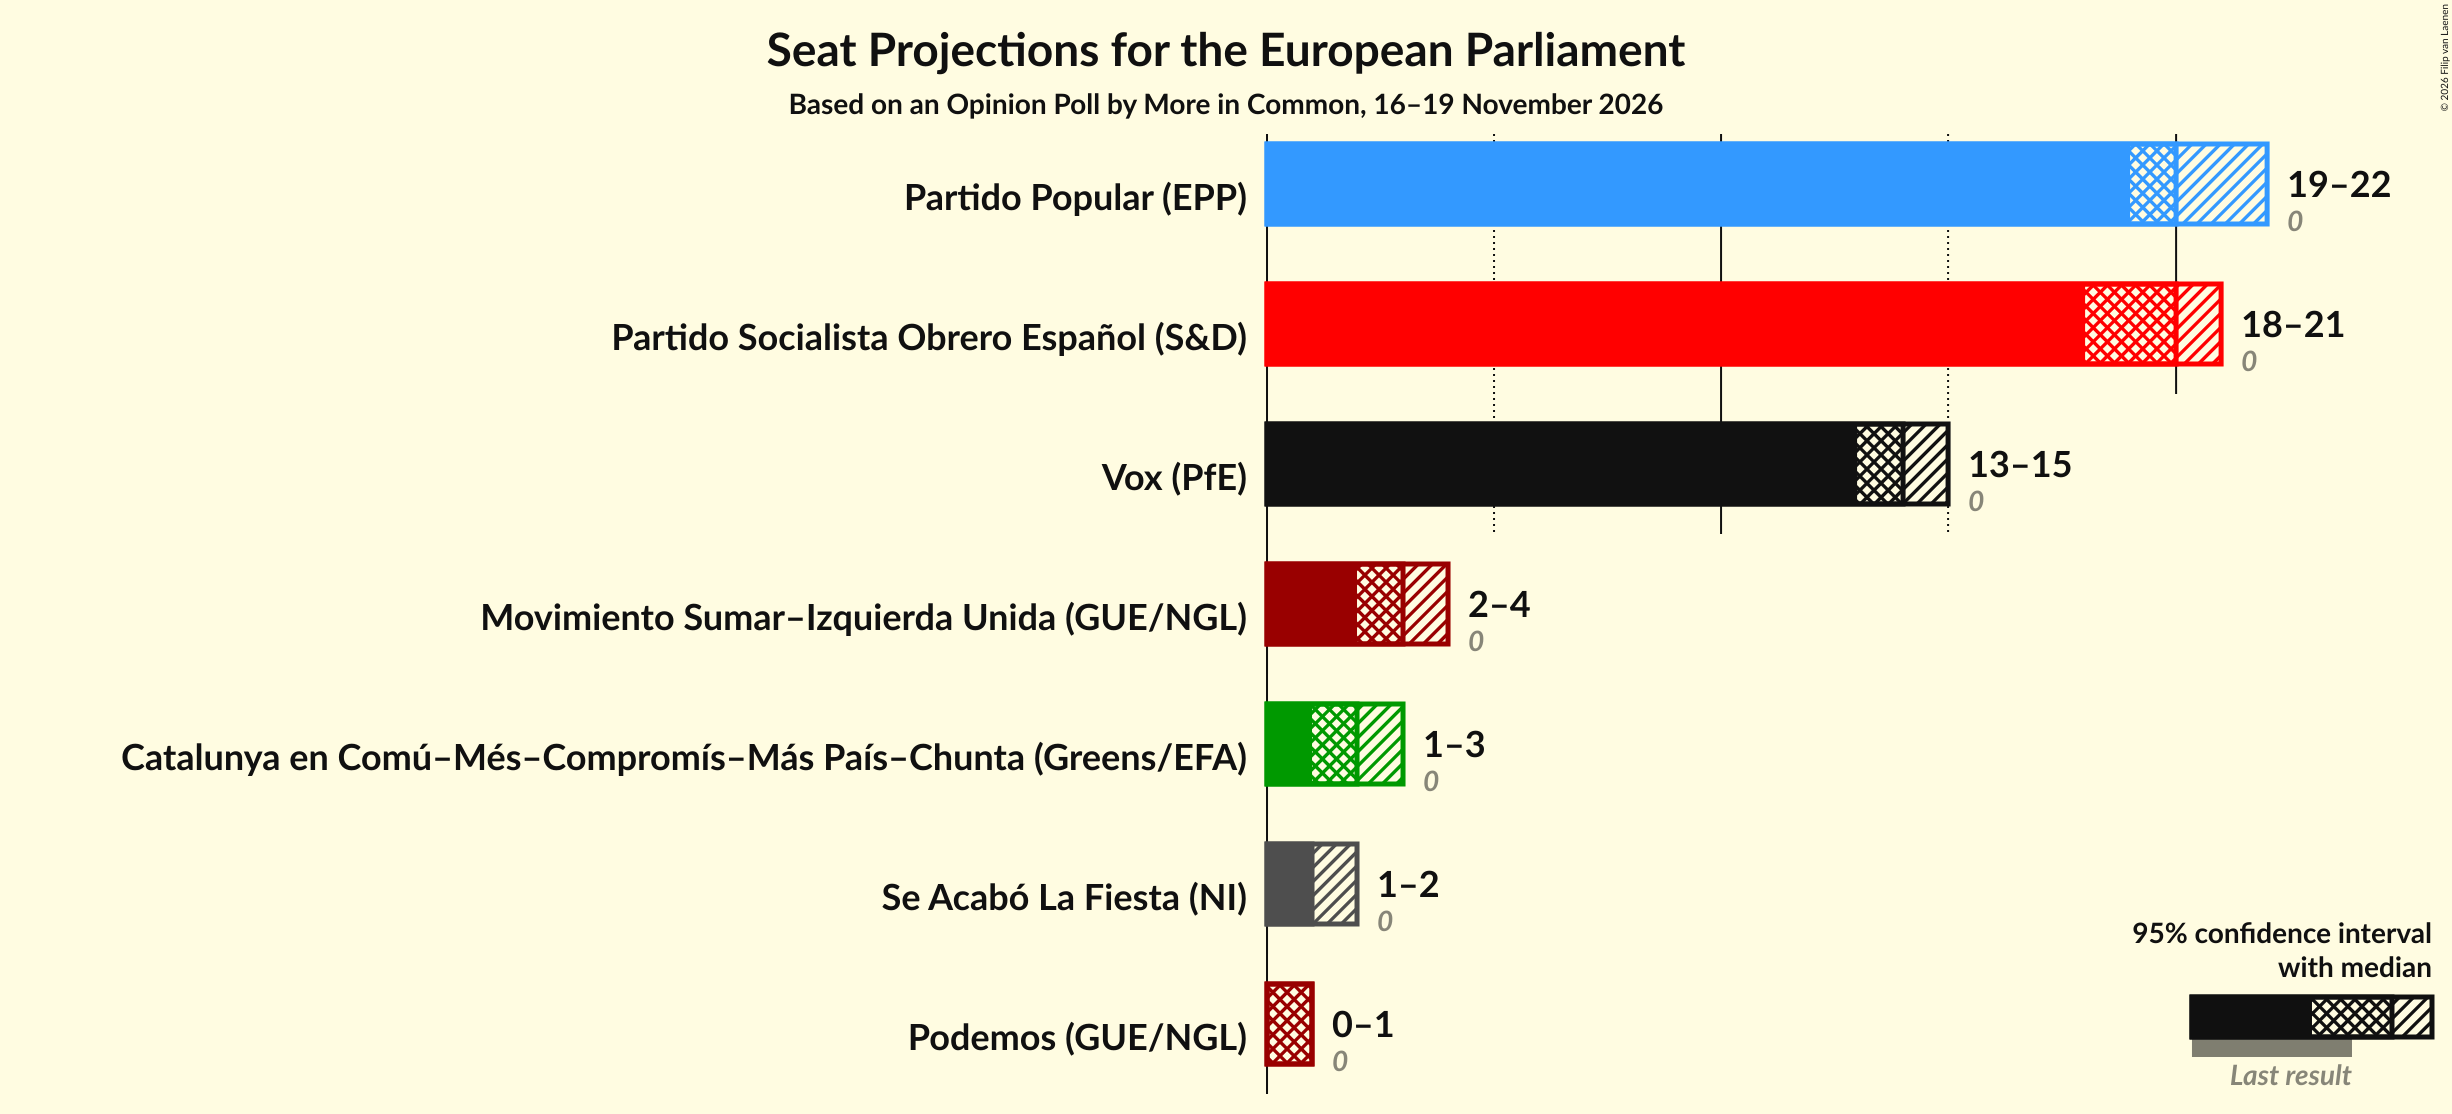 Seat Projections for the European Parliament
Based on an Opinion Poll by More in Common, 16–19 November 2026
© 2026 Filip van Laenen
Partido Popular (EPP)
19–22
0
Partido Socialista Obrero Español (S&D)
18–21
0
Vox (PfE)
13–15
0
Movimiento Sumar–Izquierda Unida (GUE/NGL)
2–4
0
Catalunya en Comú–Més–Compromís–Más País–Chunta (Greens/EFA)
1–3
0
Se Acabó La Fiesta (NI)
1–2
0
Podemos (GUE/NGL)
0–1
0
95% confidence interval
with median
Last result